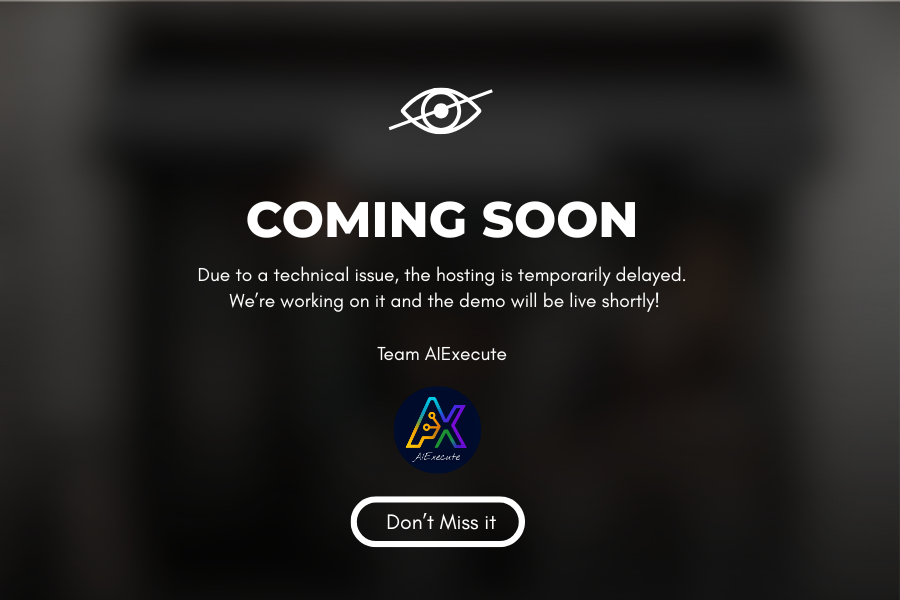 COMING SOON
Due to a technical issue, the hosting is temporarily delayed.
We're working on it and the demo will be live shortly!
Team AIExecute
AX
AIExecute
Don't Miss it